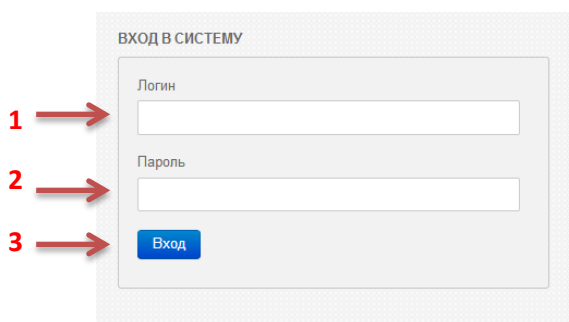 ВХОД В СИСТЕМУ
Логин
1
Пароль
2
3 Вход